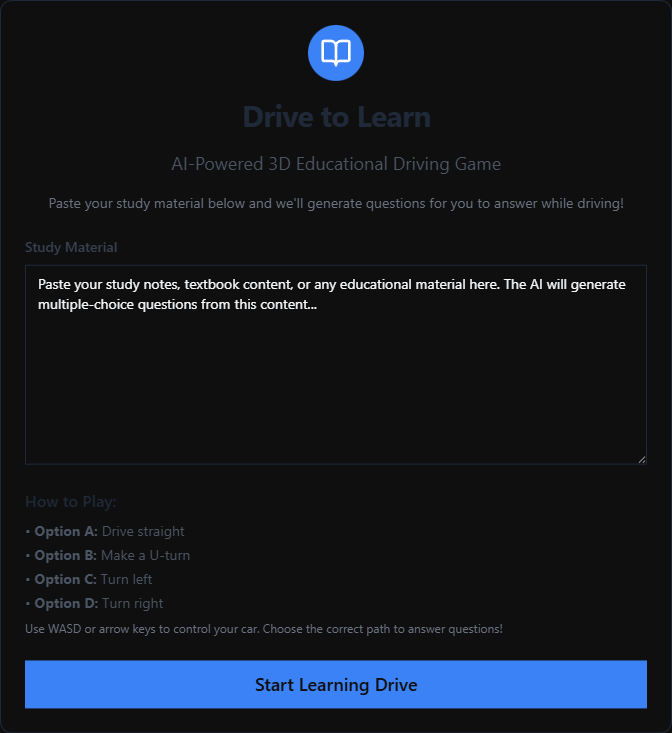 Drive to Learn
AI-Powered 3D Educational Driving Game
Paste your study material below and we'll generate questions for you to answer while driving!
Study Material
Paste your study notes, textbook content, or any educational material here. The AI will generate
multiple-choice questions from this content...
How to Play:
• Option A: Drive straight
• Option B: Make a U-turn
• Option C: Turn left
• Option D: Turn right
Use WASD or arrow keys to control your car. Choose the correct path to answer questions!
Start Learning Drive